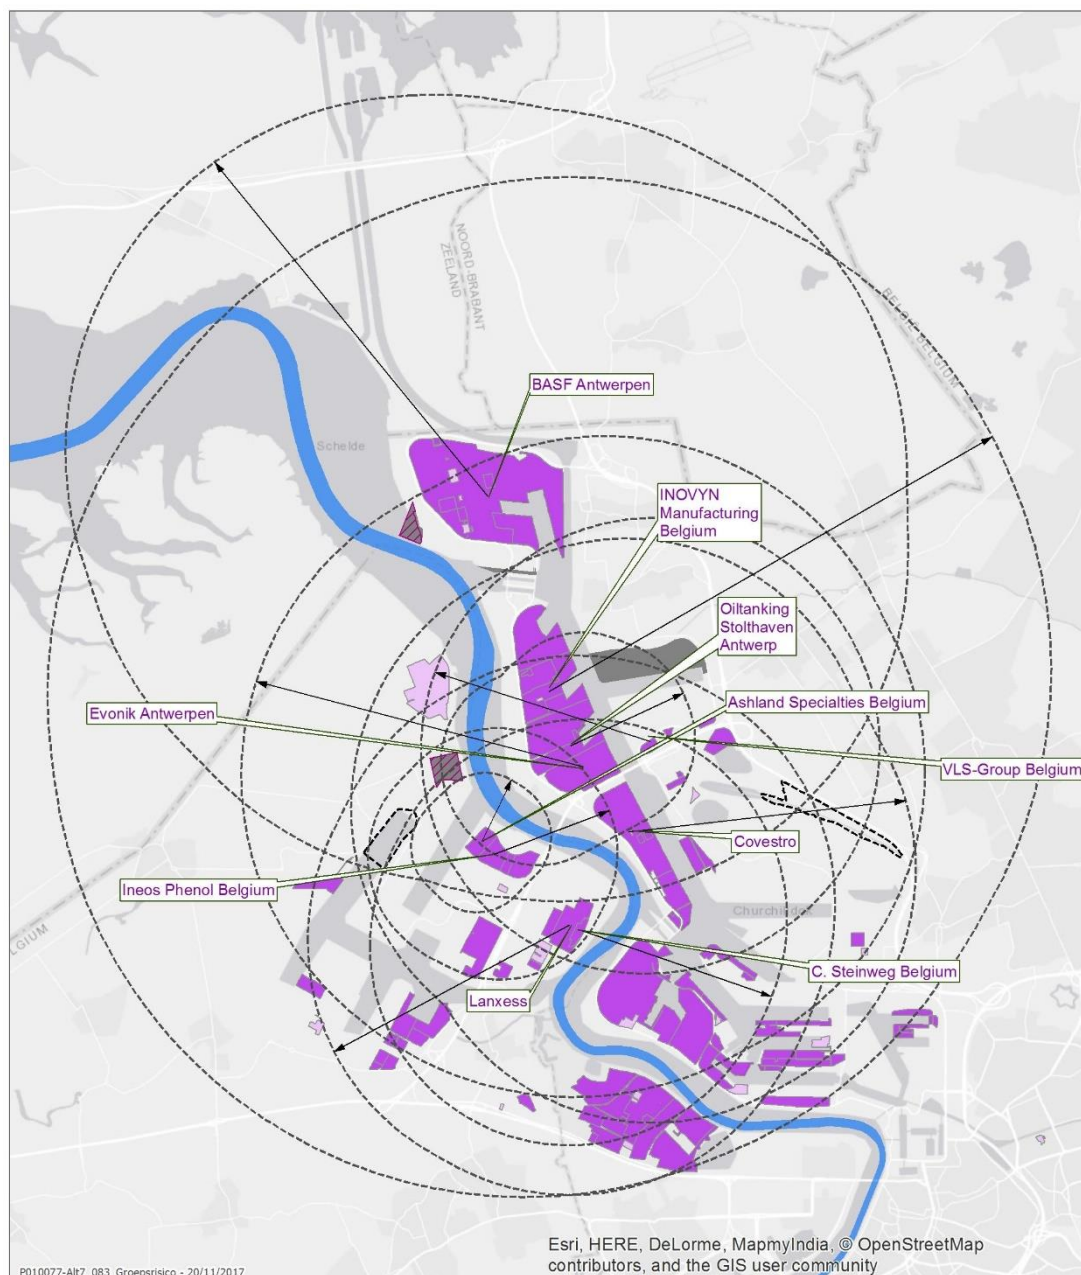 NOORD-BRABANT
ZEELAND
BELGIË-BELGIUM
BASF Antwerpen
Schelde
INOVYN
Manufacturing
Belgium
Oiltanking
Stolthaven
Antwerp
Ashland Specialties Belgium
Evonik Antwerpen
VLS-Group Belgium
Covestro
Ineos Phenol Belgium
Churchilldok
LGIUM
C. Steinweg Belgium
Lanxess
Esri, HERE, DeLorme, MapmyIndia, © OpenStreetMap
contributors, and the GIS user community
P010077-Alt7_083_Groepsrisico - 20/11/2017